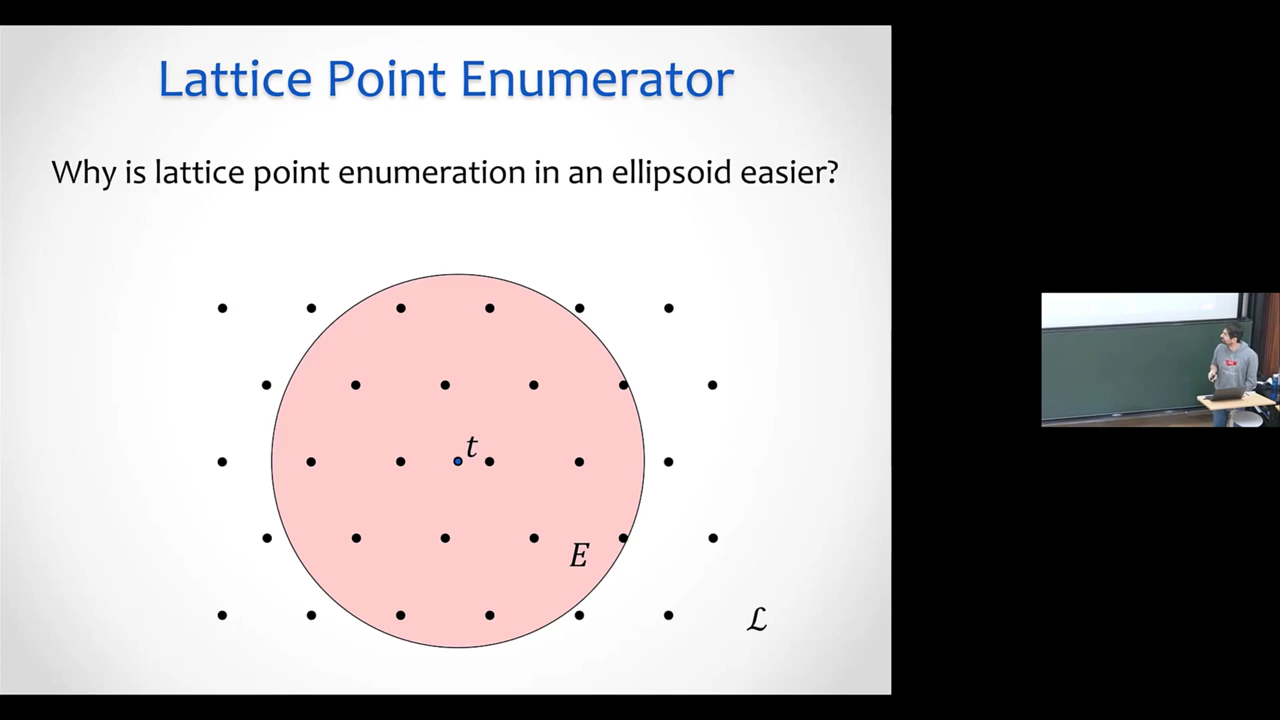 Lattice Point Enumerator
Why is lattice point enumeration in an ellipsoid easier?
t
E
ℒ